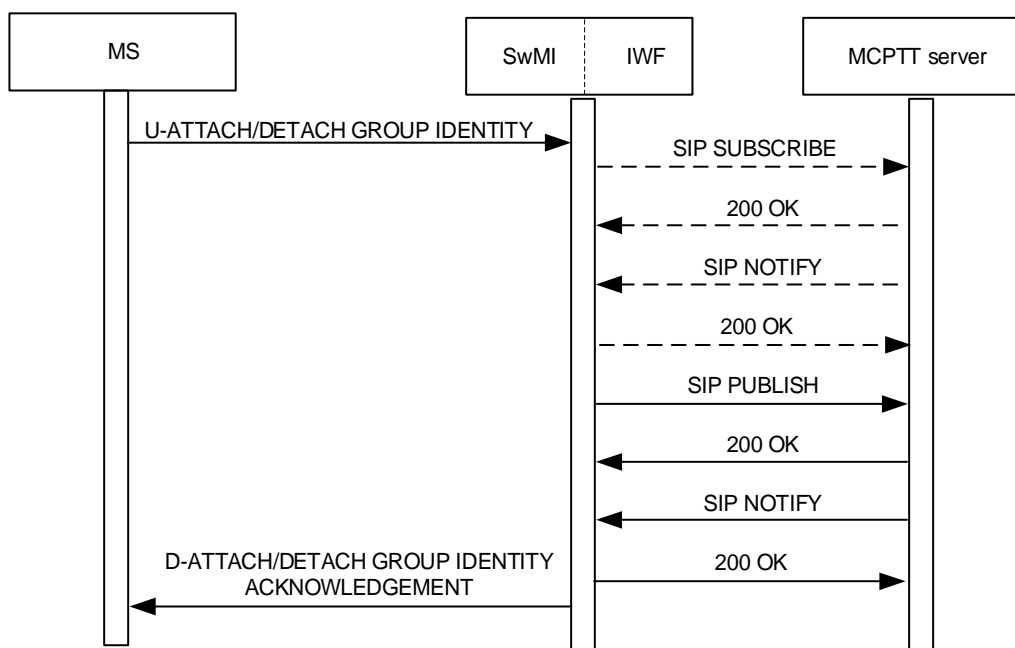 MS
SwMI
IWF
MCPTT server
U-ATTACH/DETACH GROUP IDENTITY
SIP SUBSCRIBE
200 OK
SIP NOTIFY
200 OK
SIP PUBLISH
200 OK
SIP NOTIFY
D-ATTACH/DETACH GROUP IDENTITY
ACKNOWLEDGEMENT
200 OK